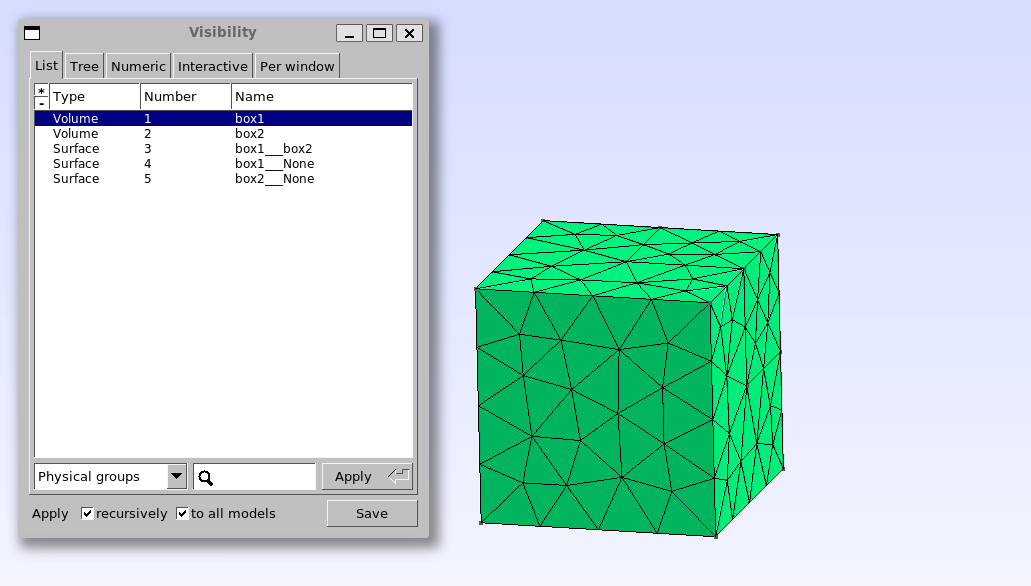 Visibility
List Tree Numeric Interactive Per window
*
-
Type Number Name
Volume 1 box1
Volume 2 box2
Surface 3 box1___box2
Surface 4 box1___None
Surface 5 box2___None
Physical groups Apply
Apply recursively to all models Save